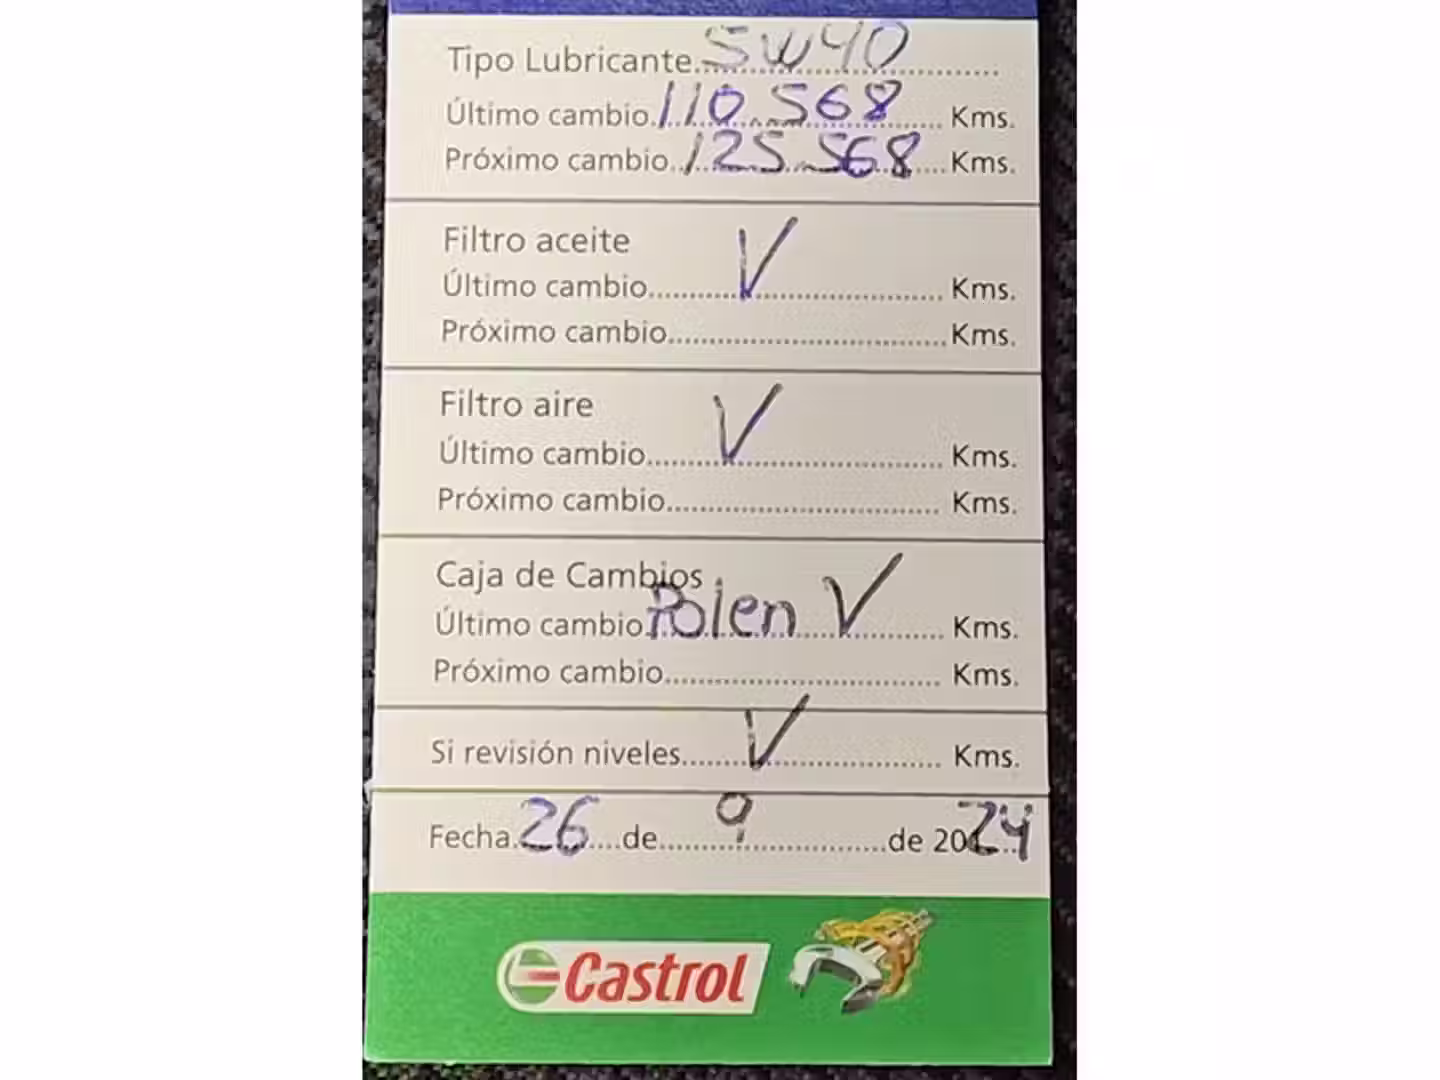 Tipo Lubricante 5W40
Último cambio 110.568 Kms.
Próximo cambio 125.568 Kms.
Filtro aceite
Último cambio V Kms.
Próximo cambio Kms.
Filtro aire
Último cambio V Kms.
Próximo cambio Kms.
Caja de Cambios
Último cambio Polen V Kms.
Próximo cambio Kms.
Si revisión niveles V Kms.
Fecha 26 de 9 de 2024
Castrol